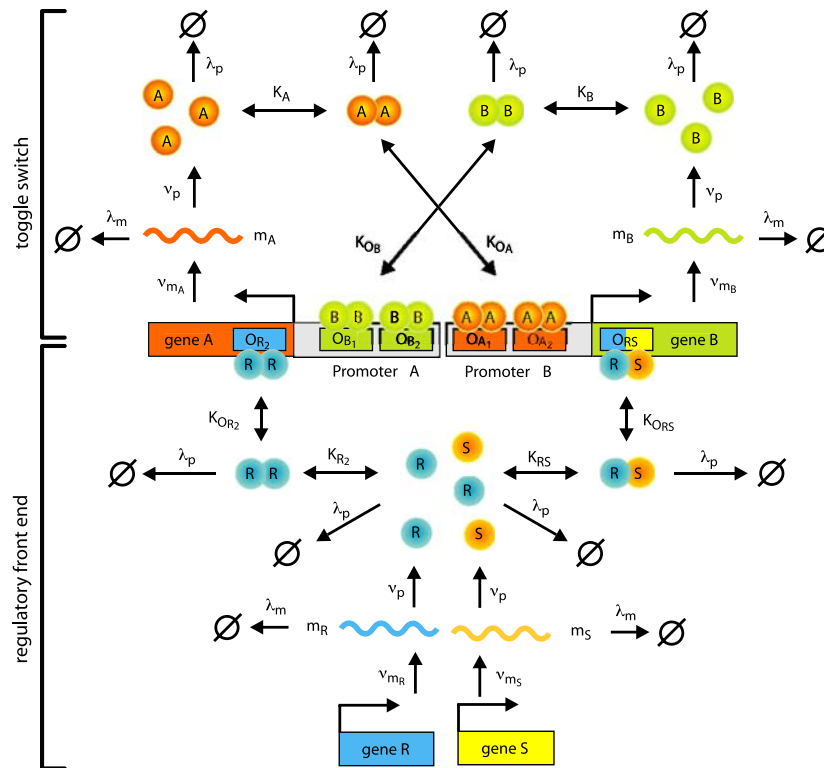 toggle switch
regulatory front end
∅ ∅ ∅ ∅
λp λp λp λp
A A A KA A A B B KB B B B
νp νp
∅ λm mA mB λm ∅
KOB KOA
νmA νmB
B B B B A A A A
gene A OR2 OB1 OB2 OA1 OA2 ORS gene B
R R R S
Promoter A Promoter B
KOR2 KORS
∅ λp R R KR2 R S R R S KRS R S λp ∅
∅ λp λp ∅
νp νp
∅ λm mR mS λm ∅
νmR νmS
gene R gene S